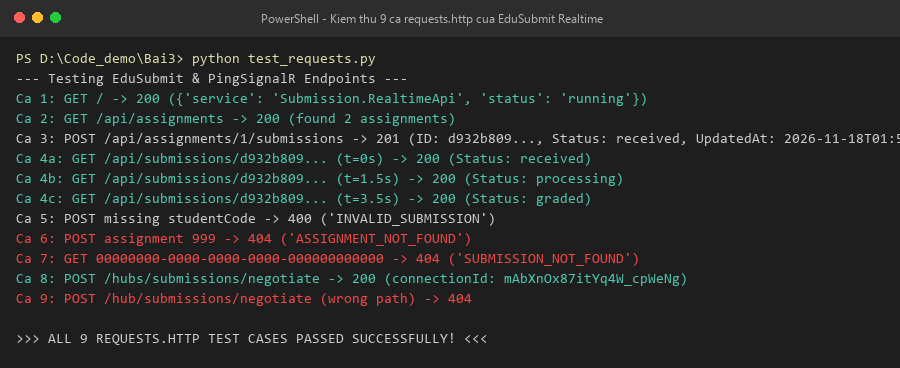 PowerShell - Kiem thu 9 ca requests.http cua EduSubmit Realtime
PS D:\Code_demo\Bai3> python test_requests.py
--- Testing EduSubmit & PingSignalR Endpoints ---
Ca 1: GET / -> 200 ({'service': 'Submission.RealtimeApi', 'status': 'running'})
Ca 2: GET /api/assignments -> 200 (found 2 assignments)
Ca 3: POST /api/assignments/1/submissions -> 201 (ID: d932b809..., Status: received, UpdatedAt: 2026-11-18T01:5
Ca 4a: GET /api/submissions/d932b809... (t=0s) -> 200 (Status: received)
Ca 4b: GET /api/submissions/d932b809... (t=1.5s) -> 200 (Status: processing)
Ca 4c: GET /api/submissions/d932b809... (t=3.5s) -> 200 (Status: graded)
Ca 5: POST missing studentCode -> 400 ('INVALID_SUBMISSION')
Ca 6: POST assignment 999 -> 404 ('ASSIGNMENT_NOT_FOUND')
Ca 7: GET 00000000-0000-0000-0000-000000000000 -> 404 ('SUBMISSION_NOT_FOUND')
Ca 8: POST /hubs/submissions/negotiate -> 200 (connectionId: mAbXnOx87itYq4W_cpWeNg)
Ca 9: POST /hub/submissions/negotiate (wrong path) -> 404
>>> ALL 9 REQUESTS.HTTP TEST CASES PASSED SUCCESSFULLY! <<<